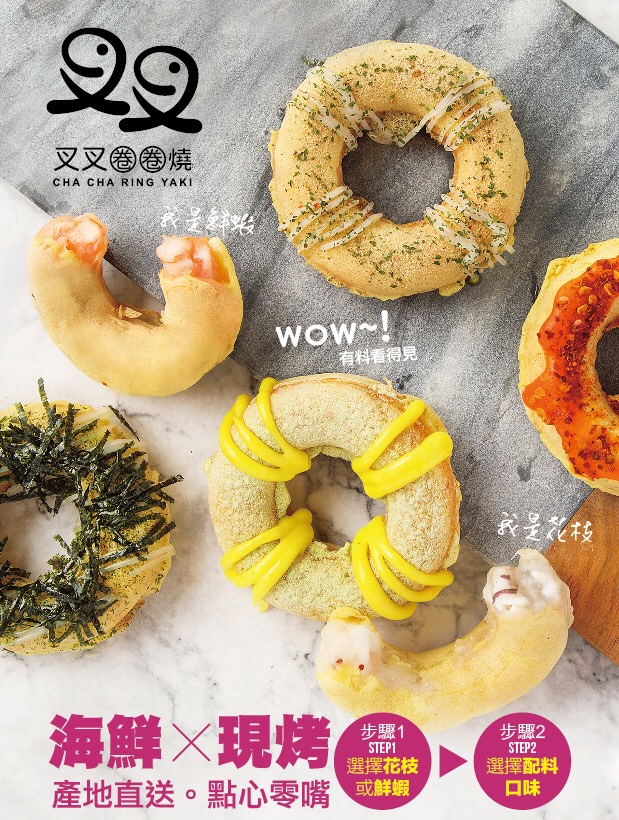 叉叉圈圈燒
CHA CHA RING YAKI
我是鮮蝦
wow~!
有料看得見
我是花枝
海鮮×現烤
產地直送。點心零嘴
步驟1
STEP1
選擇花枝
或鮮蝦
步驟2
STEP2
選擇配料
口味